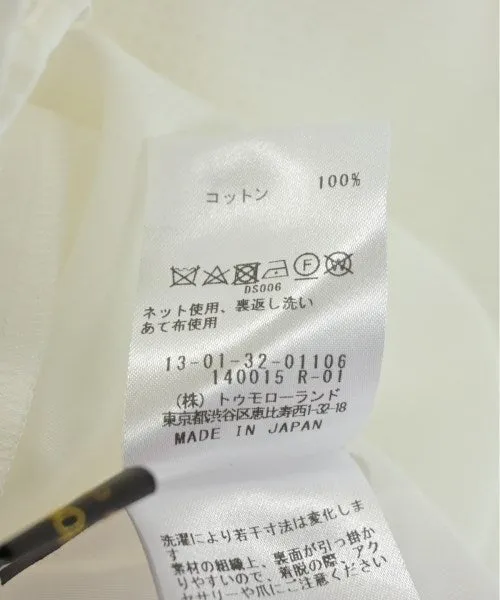 コットン 100%
DS006
ネット使用、裏返し洗い
あて布使用
13-01-32-01106
140015 R-01
(株) トゥモローランド
東京都渋谷区恵比寿西1-32-18
MADE IN JAPAN
洗濯により若干寸法は変化しま
す
素材の組織上、裏面が引っ掛か
りやすいので、着脱の際、アク
セサリーや爪にご注意ください